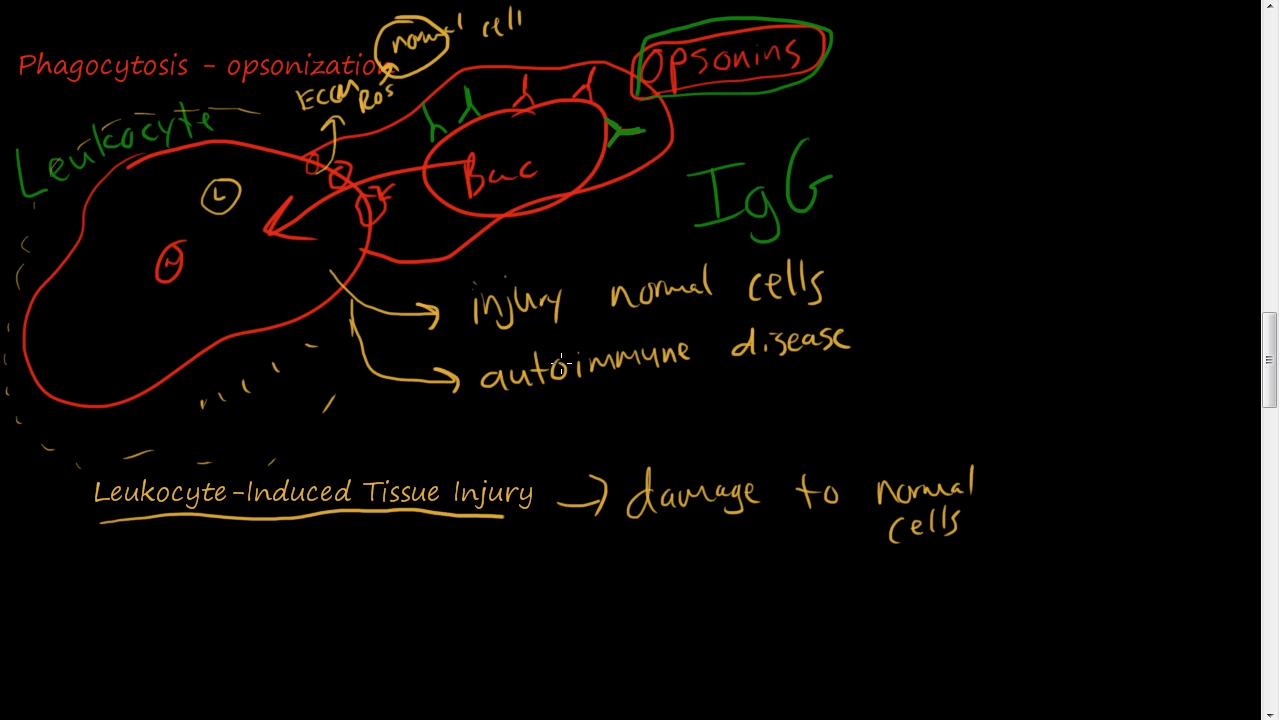 normal cell
Phagocytosis - opsonization
opsonins
ECM ROS
Leukocyte
Bac
L
IgG
N
injury normal cells
autoimmune disease
Leukocyte-Induced Tissue Injury → damage to normal
cells